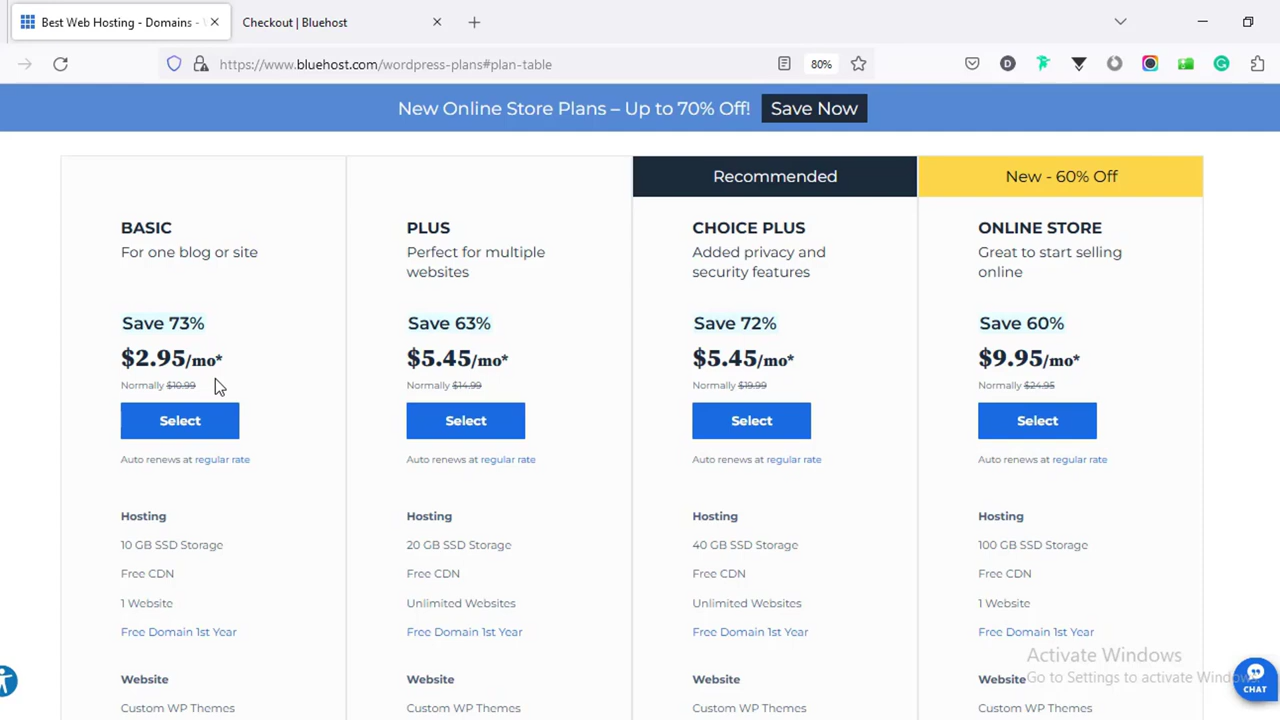 Best Web Hosting - Domains -
Checkout | Bluehost
https://www.bluehost.com/wordpress-plans#plan-table
80%
New Online Store Plans – Up to 70% Off!
Save Now
Recommended
New - 60% Off
BASIC
For one blog or site
Save 73%
$2.95/mo*
Normally $10.99
Select
Auto renews at regular rate
Hosting
10 GB SSD Storage
Free CDN
1 Website
Free Domain 1st Year
Website
Custom WP Themes
PLUS
Perfect for multiple
websites
Save 63%
$5.45/mo*
Normally $14.99
Select
Auto renews at regular rate
Hosting
20 GB SSD Storage
Free CDN
Unlimited Websites
Free Domain 1st Year
Website
Custom WP Themes
CHOICE PLUS
Added privacy and
security features
Save 72%
$5.45/mo*
Normally $19.99
Select
Auto renews at regular rate
Hosting
40 GB SSD Storage
Free CDN
Unlimited Websites
Free Domain 1st Year
Website
Custom WP Themes
ONLINE STORE
Great to start selling
online
Save 60%
$9.95/mo*
Normally $24.95
Select
Auto renews at regular rate
Hosting
100 GB SSD Storage
Free CDN
1 Website
Free Domain 1st Year
Website
Custom WP Themes
Activate Windows
Go to Settings to activate Windows.
CHAT